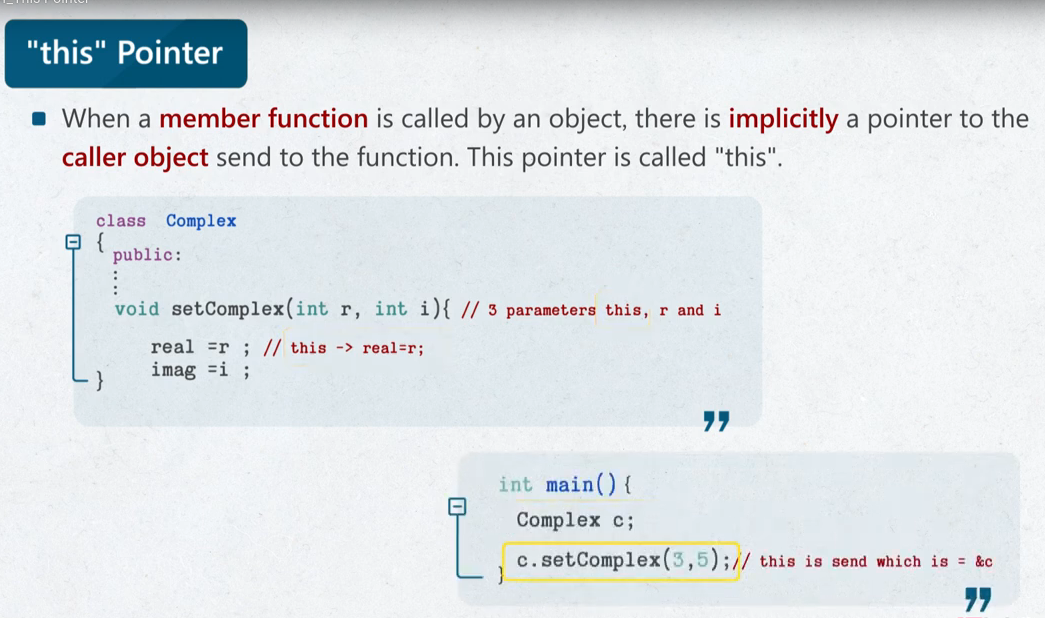 "this" Pointer
When a member function is called by an object, there is implicitly a pointer to the
caller object send to the function. This pointer is called "this".
class Complex
{
public:
:
:
void setComplex(int r, int i){ // 3 parameters this, r and i
real =r ; // this -> real=r;
imag =i ;
}
int main(){
Complex c;
c.setComplex(3,5);// this is send which is = &c
}